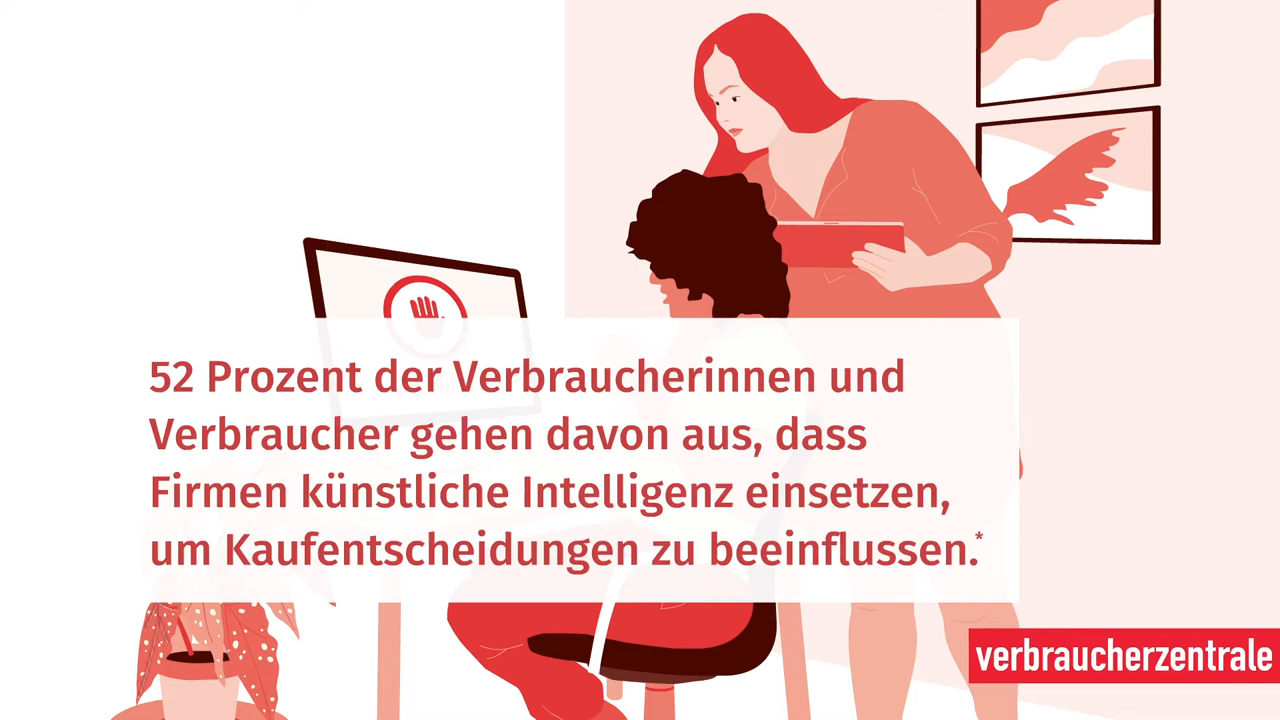 52 Prozent der Verbraucherinnen und
Verbraucher gehen davon aus, dass
Firmen künstliche Intelligenz einsetzen,
um Kaufentscheidungen zu beeinflussen.*
verbraucherzentrale